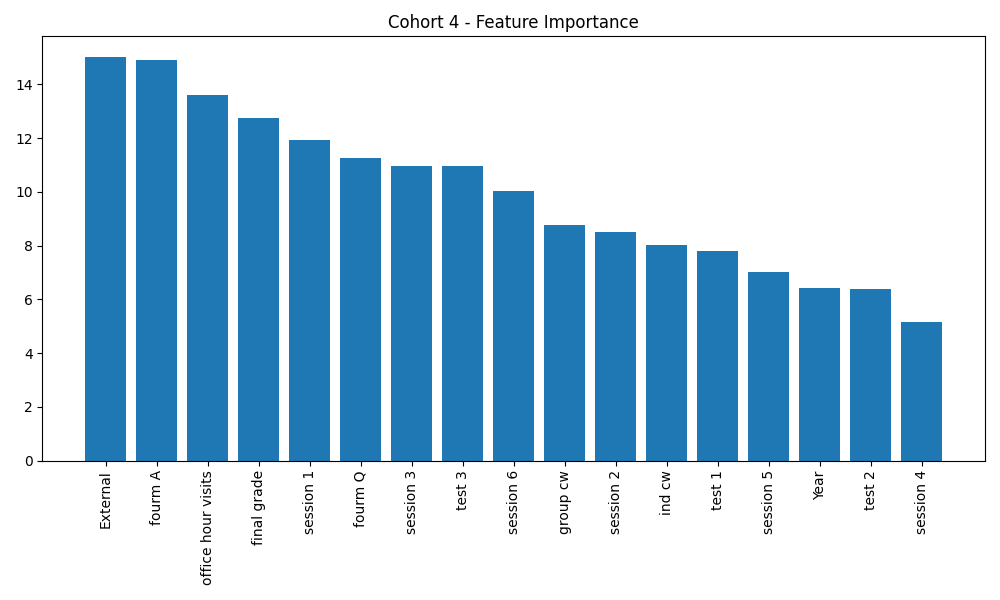 Cohort 4 - Feature Importance
14
12
10
8
6
4
2
0
External
fourm A
office hour visits
final grade
session 1
fourm Q
session 3
test 3
session 6
group cw
session 2
ind cw
test 1
session 5
Year
test 2
session 4